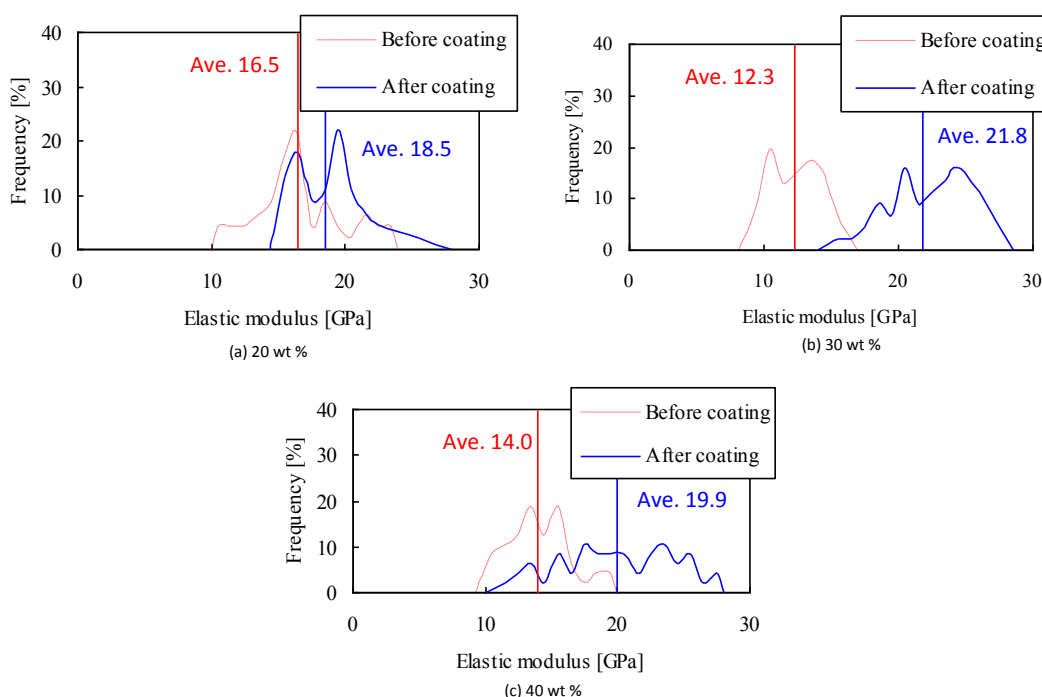 40
30
20
10
0
Frequency [%]
Ave. 16.5
Before coating
After coating
Ave. 18.5
0 10 20 30
Elastic modulus [GPa]
(a) 20 wt %
40
30
20
10
0
Frequency [%]
Ave. 12.3
Before coating
After coating
Ave. 21.8
0 10 20 30
Elastic modulus [GPa]
(b) 30 wt %
40
30
20
10
0
Frequency [%]
Ave. 14.0
Before coating
After coating
Ave. 19.9
0 10 20 30
Elastic modulus [GPa]
(c) 40 wt %